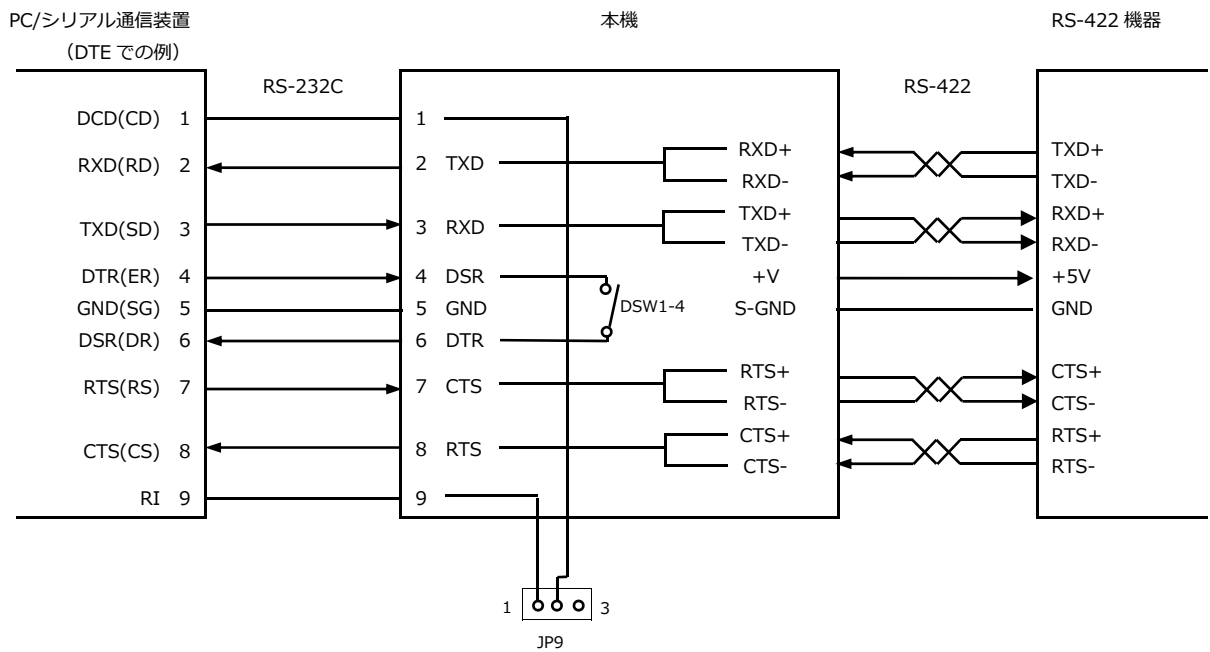 PC/シリアル通信装置
（DTE での例）
本機
RS-422 機器
RS-232C
RS-422
DCD(CD) 1
RXD(RD) 2
TXD(SD) 3
DTR(ER) 4
GND(SG) 5
DSR(DR) 6
RTS(RS) 7
CTS(CS) 8
RI 9
1
2 TXD
3 RXD
4 DSR
5 GND
6 DTR
7 CTS
8 RTS
9
DSW1-4
RXD+
RXD-
TXD+
TXD-
+V
S-GND
RTS+
RTS-
CTS+
CTS-
TXD+
TXD-
RXD+
RXD-
+5V
GND
CTS+
CTS-
RTS+
RTS-
1 3
JP9